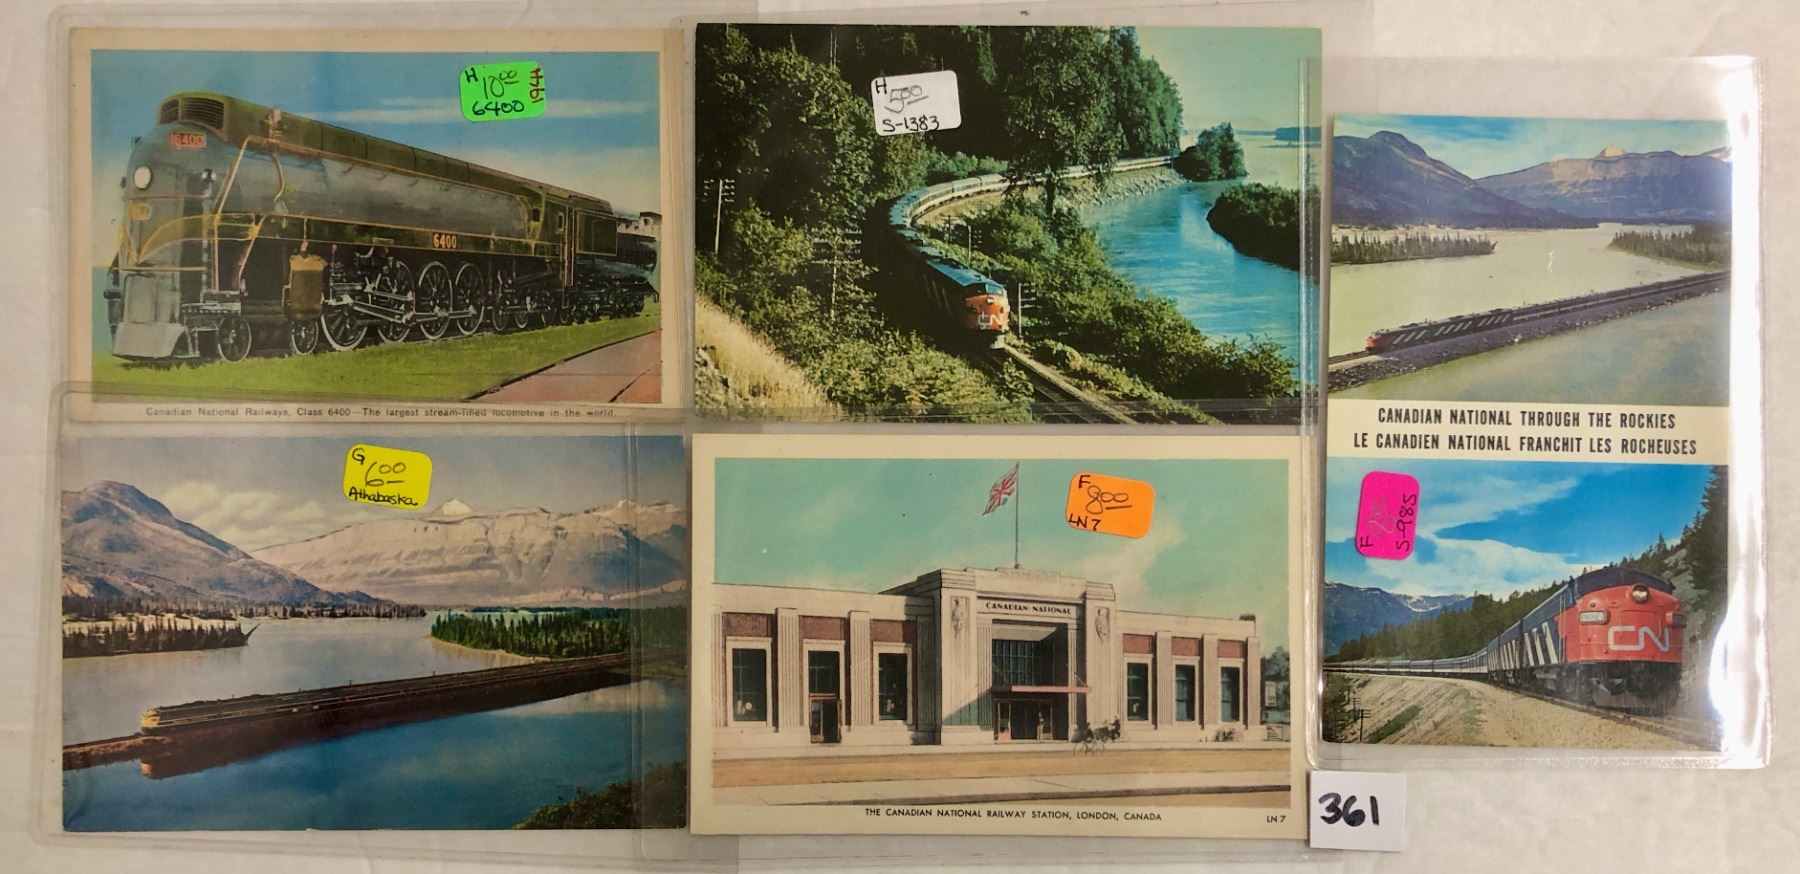 H
10.00
6400
1944
6400
6400
Canadian National Railways, Class 6400—The largest stream-lined locomotive in the world.
H
5.00
S-1383
CN
G
6.00
Athabaska
F
8.00
LN7
CANADIAN NATIONAL
THE CANADIAN NATIONAL RAILWAY STATION, LONDON, CANADA
LN 7
CANADIAN NATIONAL THROUGH THE ROCKIES
LE CANADIEN NATIONAL FRANCHIT LES ROCHEUSES
F
S-985
CN
361